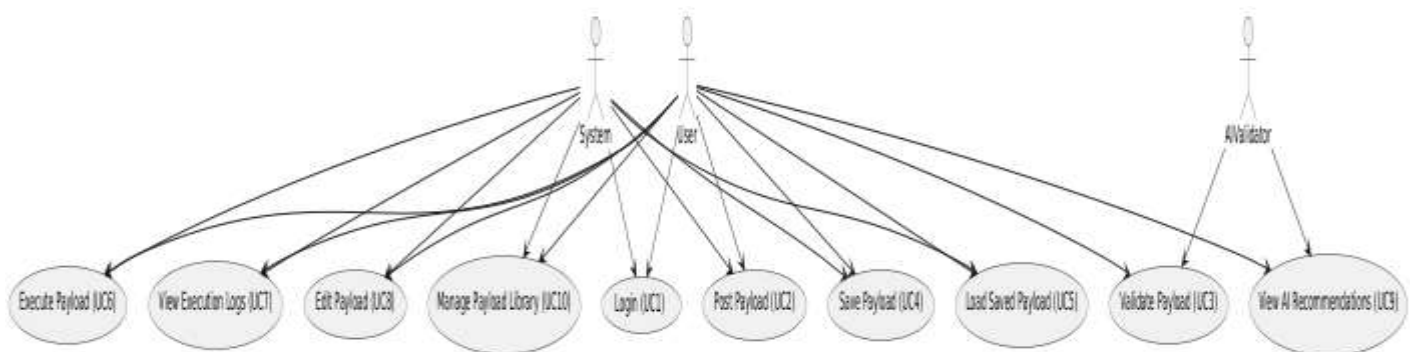 System
User
AIValidator
Execute Payload (UC6)
View Execution Logs (UC7)
Edit Payload (UC8)
Manage Payload Library (UC10)
Login (UC1)
Post Payload (UC2)
Save Payload (UC4)
Load Saved Payload (UC5)
Validate Payload (UC3)
View AI Recommendations (UC9)